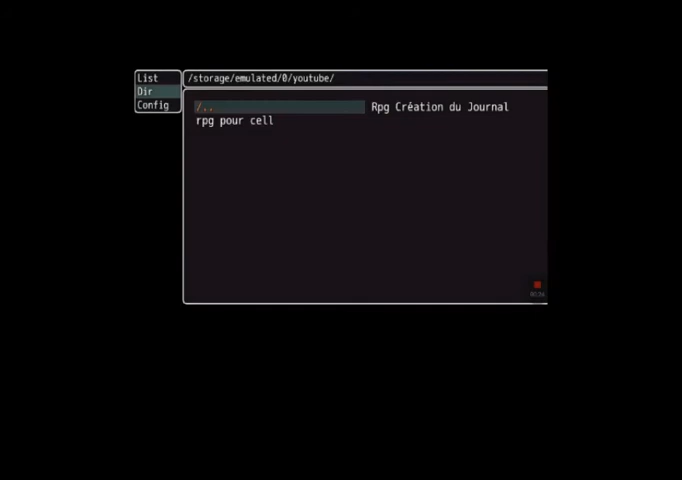 List
Dir
Config
/storage/emulated/0/youtube/
/..
Rpg Création du Journal
rpg pour cell